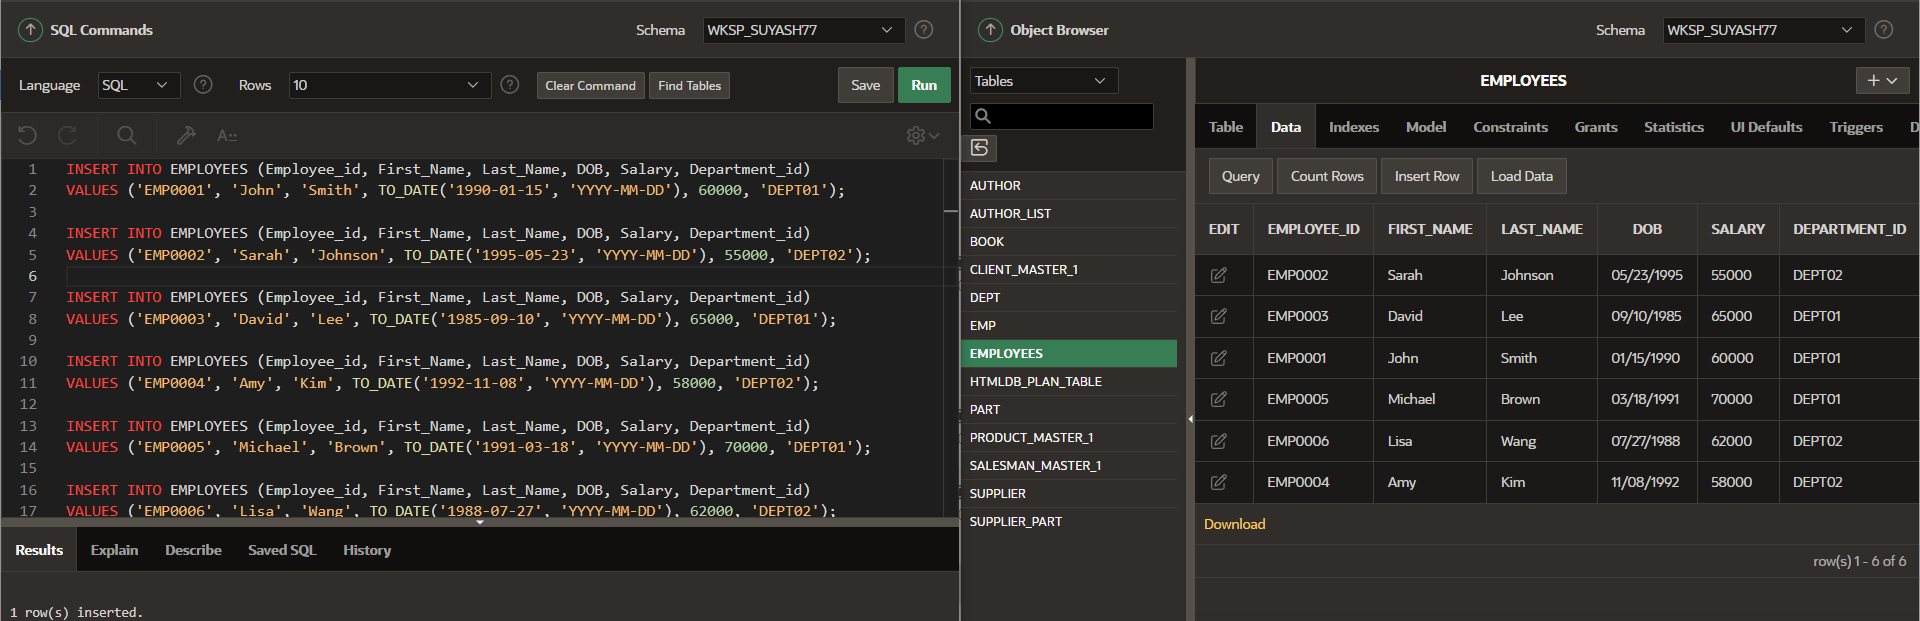 SQL Commands
Schema
WKSP_SUYASH77
Language
SQL
Rows
10
Clear Command
Find Tables
Save
Run
1 INSERT INTO EMPLOYEES (Employee_id, First_Name, Last_Name, DOB, Salary, Department_id)
2 VALUES ('EMP0001', 'John', 'Smith', TO_DATE('1990-01-15', 'YYYY-MM-DD'), 60000, 'DEPT01');
3
4 INSERT INTO EMPLOYEES (Employee_id, First_Name, Last_Name, DOB, Salary, Department_id)
5 VALUES ('EMP0002', 'Sarah', 'Johnson', TO_DATE('1995-05-23', 'YYYY-MM-DD'), 55000, 'DEPT02');
6
7 INSERT INTO EMPLOYEES (Employee_id, First_Name, Last_Name, DOB, Salary, Department_id)
8 VALUES ('EMP0003', 'David', 'Lee', TO_DATE('1985-09-10', 'YYYY-MM-DD'), 65000, 'DEPT01');
9
10 INSERT INTO EMPLOYEES (Employee_id, First_Name, Last_Name, DOB, Salary, Department_id)
11 VALUES ('EMP0004', 'Amy', 'Kim', TO_DATE('1992-11-08', 'YYYY-MM-DD'), 58000, 'DEPT02');
12
13 INSERT INTO EMPLOYEES (Employee_id, First_Name, Last_Name, DOB, Salary, Department_id)
14 VALUES ('EMP0005', 'Michael', 'Brown', TO_DATE('1991-03-18', 'YYYY-MM-DD'), 70000, 'DEPT01');
15
16 INSERT INTO EMPLOYEES (Employee_id, First_Name, Last_Name, DOB, Salary, Department_id)
17 VALUES ('EMP0006', 'Lisa', 'Wang', TO_DATE('1988-07-27', 'YYYY-MM-DD'), 62000, 'DEPT02');
Results Explain Describe Saved SQL History
1 row(s) inserted.
Object Browser
Schema
WKSP_SUYASH77
Tables
AUTHOR
AUTHOR_LIST
BOOK
CLIENT_MASTER_1
DEPT
EMP
EMPLOYEES
HTMLDB_PLAN_TABLE
PART
PRODUCT_MASTER_1
SALESMAN_MASTER_1
SUPPLIER
SUPPLIER_PART
EMPLOYEES
Table Data Indexes Model Constraints Grants Statistics UI Defaults Triggers D
Query Count Rows Insert Row Load Data
EDIT EMPLOYEE_ID FIRST_NAME LAST_NAME DOB SALARY DEPARTMENT_ID
EMP0002 Sarah Johnson 05/23/1995 55000 DEPT02
EMP0003 David Lee 09/10/1985 65000 DEPT01
EMP0001 John Smith 01/15/1990 60000 DEPT01
EMP0005 Michael Brown 03/18/1991 70000 DEPT01
EMP0006 Lisa Wang 07/27/1988 62000 DEPT02
EMP0004 Amy Kim 11/08/1992 58000 DEPT02
Download
row(s) 1 - 6 of 6